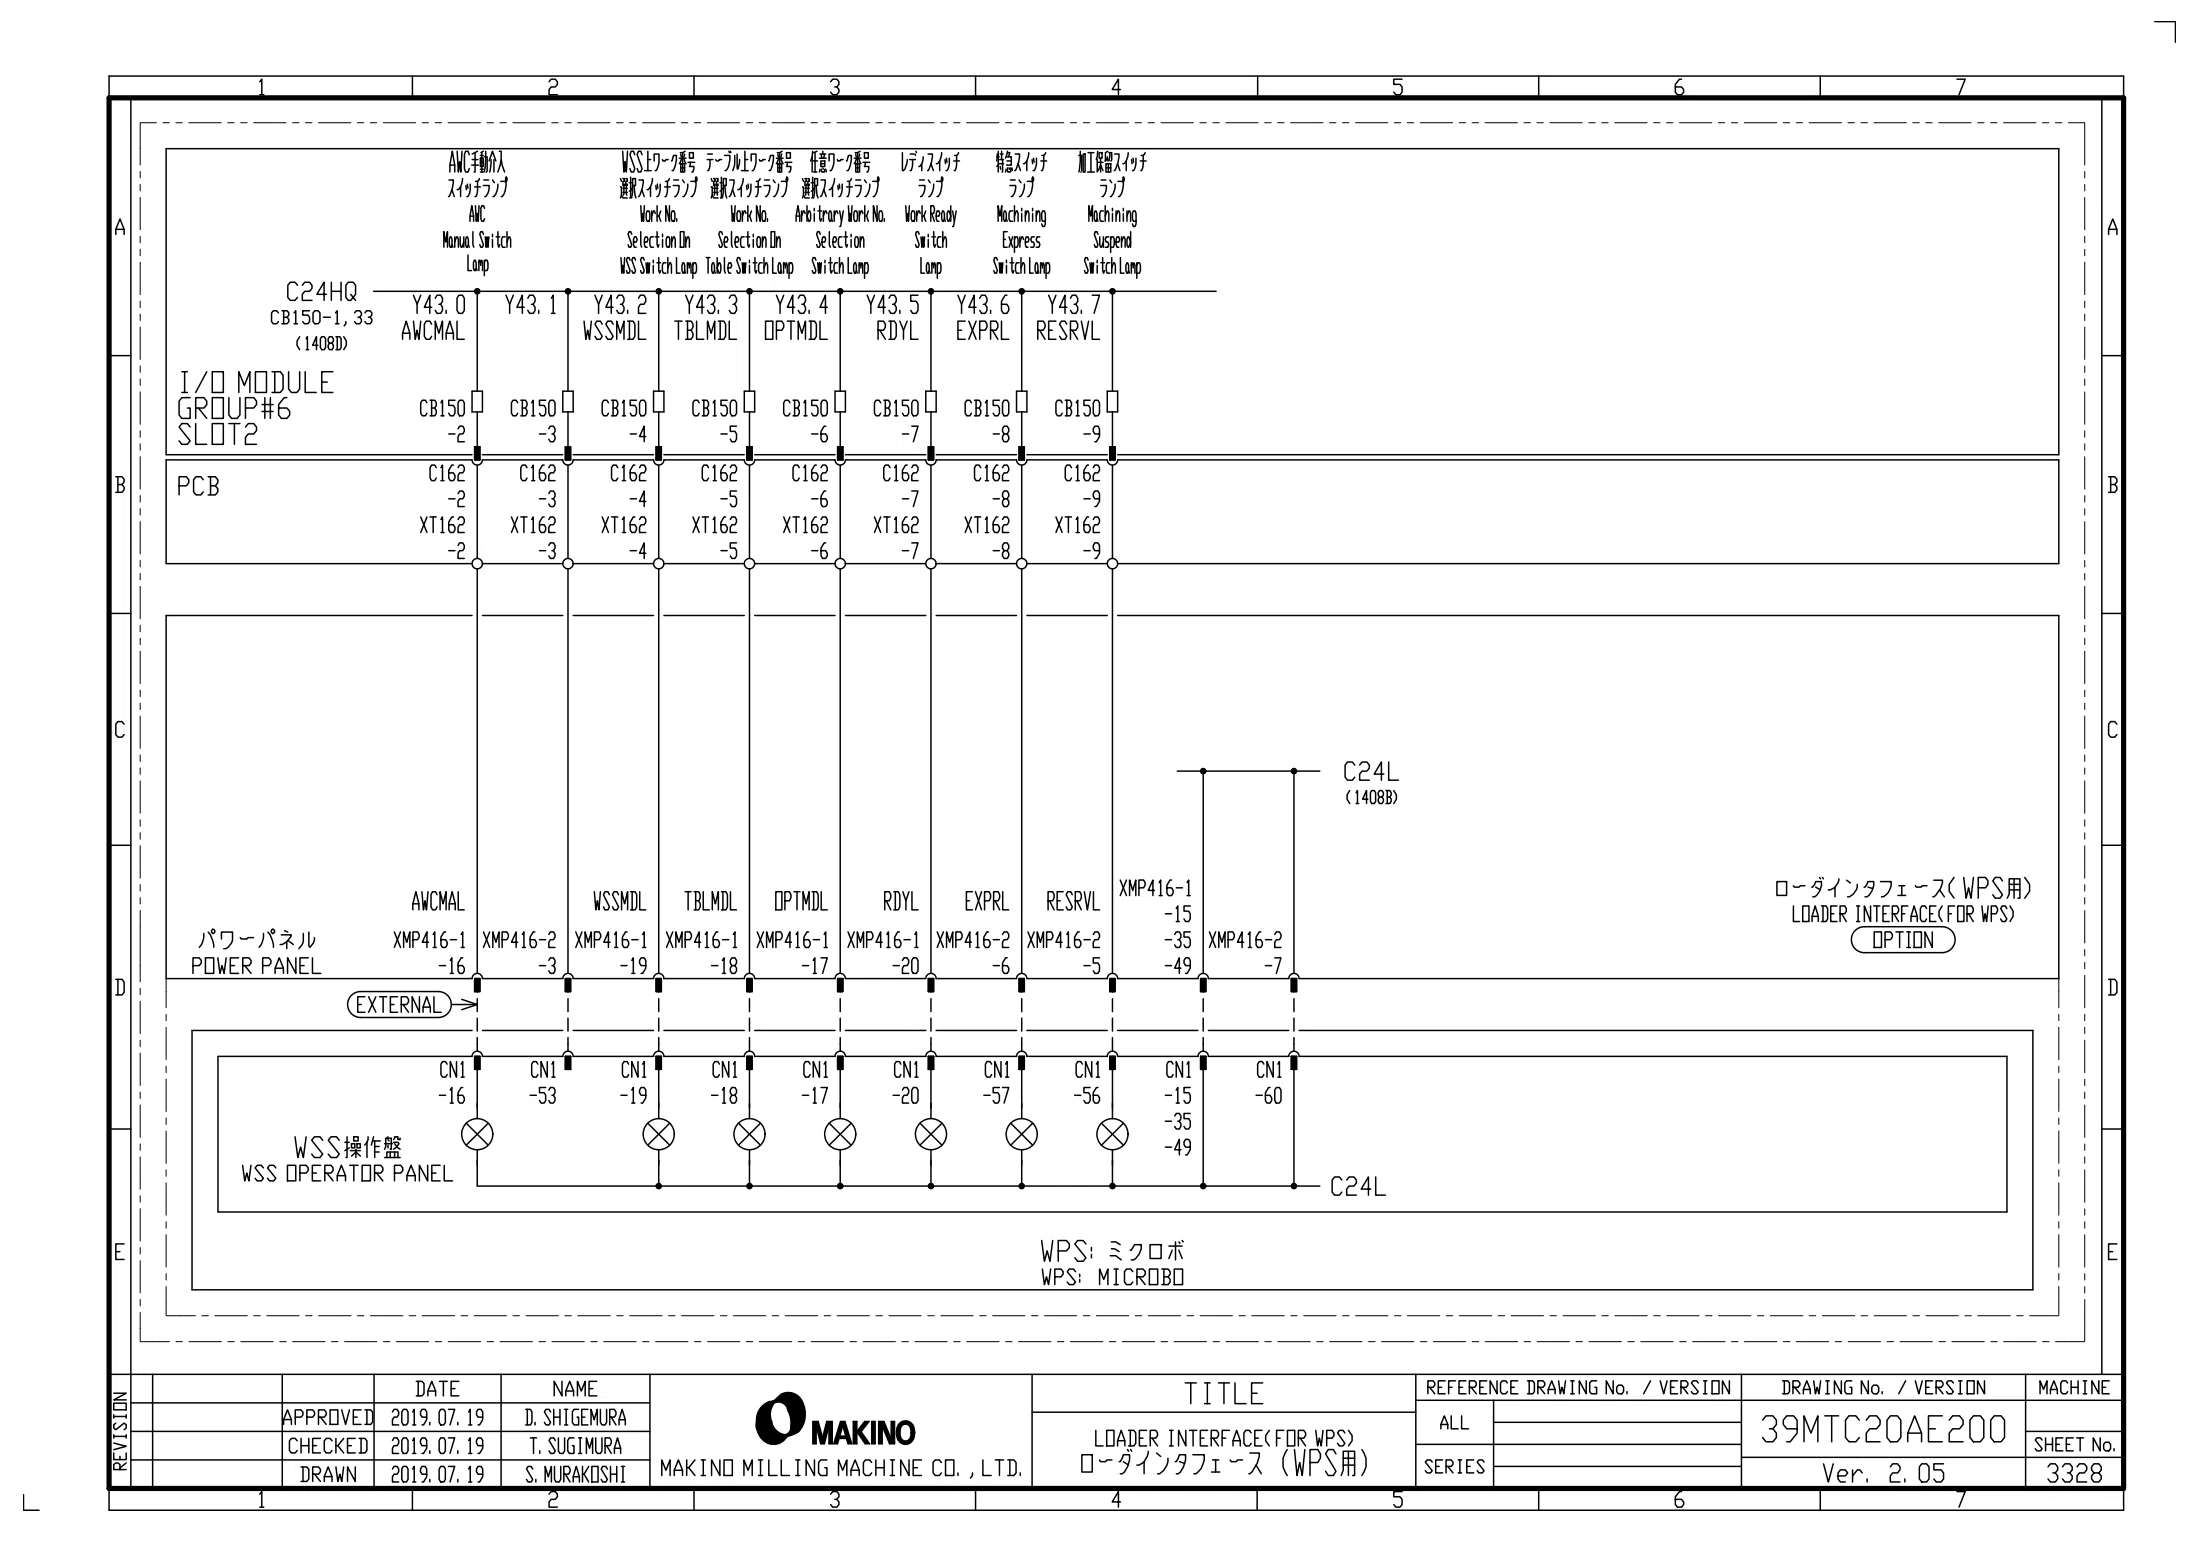 1 2 3 4 5 6 7
A A
B B
C C
D D
E E
AWC手動介入
スイッチランプ
AWC
Manual Switch
Lamp
WSS上ワーク番号
選択スイッチランプ
Work No.
Selection On
WSS Switch Lamp
テーブル上ワーク番号
選択スイッチランプ
Work No.
Selection On
Table Switch Lamp
任意ワーク番号
選択スイッチランプ
Arbitrary Work No.
Selection
Switch Lamp
レディスイッチ
ランプ
Work Ready
Switch
Lamp
特急スイッチ
ランプ
Machining
Express
Switch Lamp
加工保留スイッチ
ランプ
Machining
Suspend
Switch Lamp
C24HQ
CB150-1,33
(1408D)
Y43.0 Y43.1 Y43.2 Y43.3 Y43.4 Y43.5 Y43.6 Y43.7
AWCMAL WSSMDL TBLMDL OPTMDL RDYL EXPRL RESRVL
I/O MODULE
GROUP#6
SLOT2
CB150 CB150 CB150 CB150 CB150 CB150 CB150 CB150
-2 -3 -4 -5 -6 -7 -8 -9
PCB
C162 C162 C162 C162 C162 C162 C162 C162
-2 -3 -4 -5 -6 -7 -8 -9
XT162 XT162 XT162 XT162 XT162 XT162 XT162 XT162
-2 -3 -4 -5 -6 -7 -8 -9
C24L
(1408B)
AWCMAL WSSMDL TBLMDL OPTMDL RDYL EXPRL RESRVL
XMP416-1
-15
XMP416-1 XMP416-2 XMP416-1 XMP416-1 XMP416-1 XMP416-1 XMP416-2 XMP416-2 -35 XMP416-2
-16 -3 -19 -18 -17 -20 -6 -5 -49 -7
パワーパネル
POWER PANEL
ローダインタフェース(WPS用)
LOADER INTERFACE(FOR WPS)
OPTION
EXTERNAL
CN1 CN1 CN1 CN1 CN1 CN1 CN1 CN1 CN1 CN1
-16 -53 -19 -18 -17 -20 -57 -56 -15 -60
-35
-49
WSS操作盤
WSS OPERATOR PANEL
C24L
WPS: ミクロボ
WPS: MICROBO
REVISION
DATE NAME
APPROVED 2019.07.19 D. SHIGEMURA
CHECKED 2019.07.19 T. SUGIMURA
DRAWN 2019.07.19 S. MURAKOSHI
MAKINO
MAKINO MILLING MACHINE CO.,LTD.
TITLE
LOADER INTERFACE(FOR WPS)
ローダインタフェース (WPS用)
REFERENCE DRAWING No. / VERSION
ALL
SERIES
DRAWING No. / VERSION
39MTC20AE200
Ver. 2.05
MACHINE
SHEET No.
3328
1 2 3 4 5 6 7